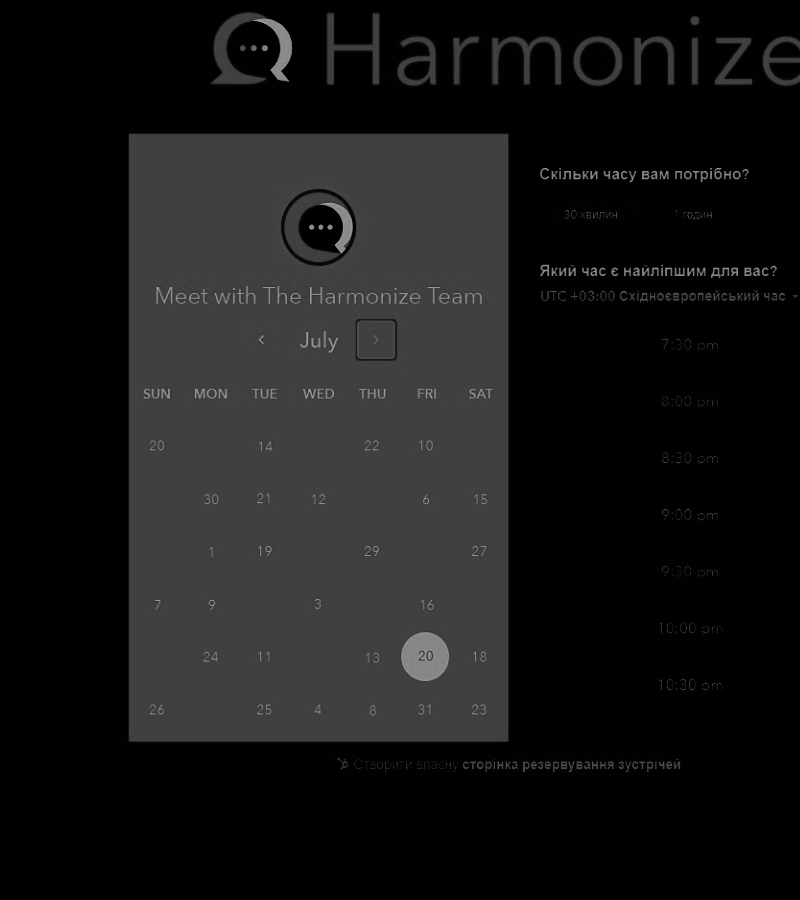 Harmonize
Meet with The Harmonize Team
July
SUN MON TUE WED THU FRI SAT
20 14 22 10
30 21 12 6 15
1 19 29 27
7 9 3 16
24 11 13 20 18
26 25 4 8 31 23
Скільки часу вам потрібно?
30 хвилин 1 годин
Який час є найліпшим для вас?
UTC +03:00 Східноєвропейський час
7:30 pm
8:00 pm
8:30 pm
9:00 pm
9:30 pm
10:00 pm
10:30 pm
Створити власну сторінка резервування зустрічей